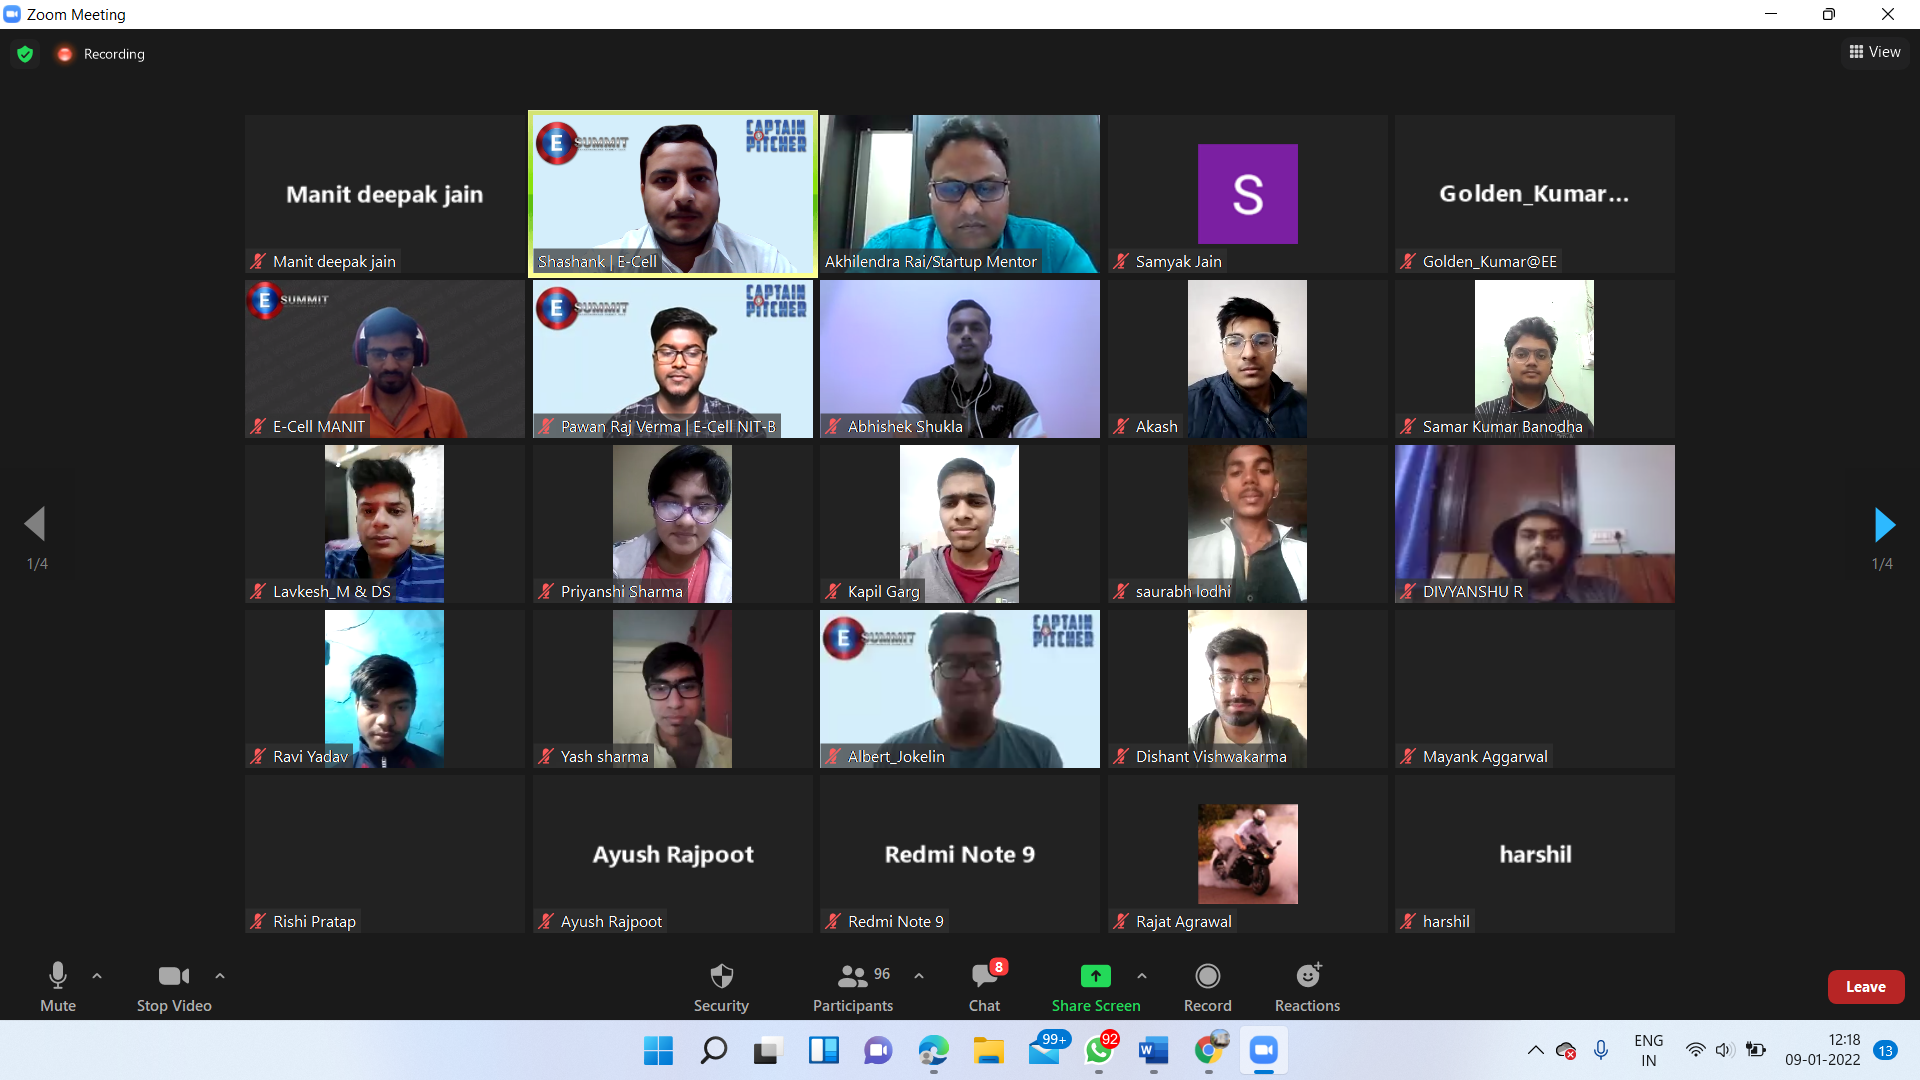 Zoom Meeting
Recording
View
Manit deepak jain
Manit deepak jain
E SUMMIT
CAPTAIN PITCHER
Shashank | E-Cell
Akhilendra Rai/Startup Mentor
S
Samyak Jain
Golden_Kumar...
Golden_Kumar@EE
E SUMMIT
E-Cell MANIT
E SUMMIT
CAPTAIN PITCHER
Pawan Raj Verma | E-Cell NIT-B
Abhishek Shukla
Akash
Samar Kumar Banodha
Lavkesh_M & DS
Priyanshi Sharma
Kapil Garg
saurabh lodhi
DIVYANSHU R
1/4
1/4
Ravi Yadav
Yash sharma
E SUMMIT
CAPTAIN PITCHER
Albert_Jokelin
Dishant Vishwakarma
Mayank Aggarwal
Rishi Pratap
Ayush Rajpoot
Ayush Rajpoot
Redmi Note 9
Redmi Note 9
Rajat Agrawal
harshil
harshil
Mute
Stop Video
Security
96
Participants
8
Chat
Share Screen
Record
Reactions
Leave
99+
92
W
ENG
IN
12:18
09-01-2022
13